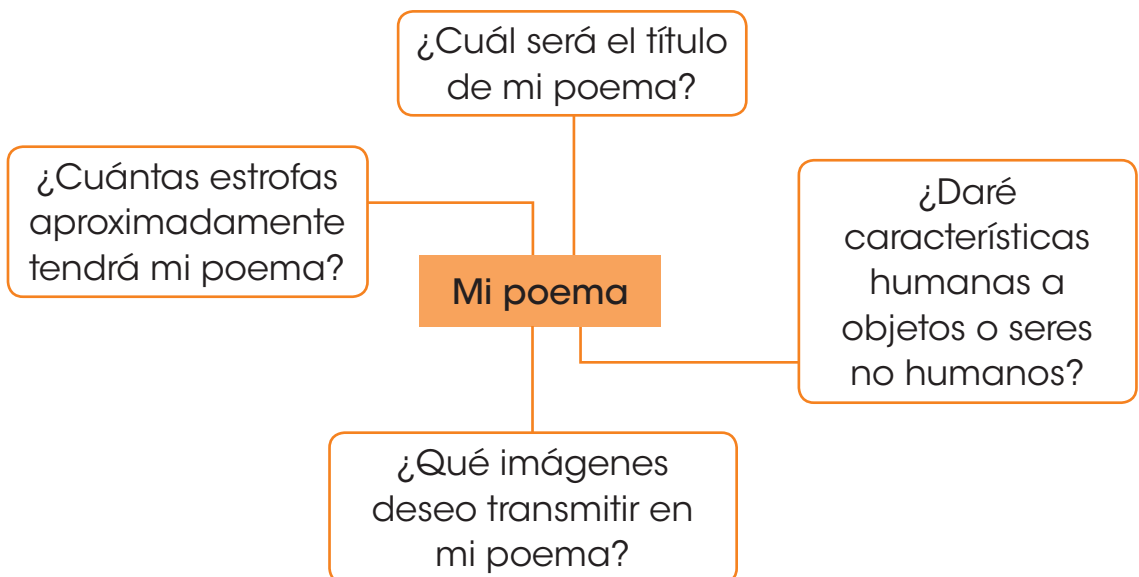 ¿Cuál será el título
de mi poema?
¿Cuántas estrofas
aproximadamente
tendrá mi poema?
¿Daré
características
humanas a
objetos o seres
no humanos?
Mi poema
¿Qué imágenes
deseo transmitir en
mi poema?